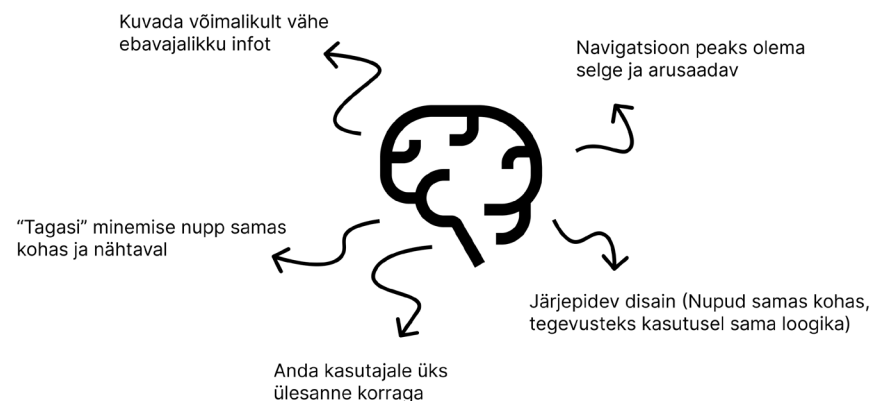 Kuvada võimalikult vähe
ebavajalikku infot
Navigatsioon peaks olema
selge ja arusaadav
“Tagasi” minemise nupp samas
kohas ja nähtaval
Järjepidev disain (Nupud samas kohas,
tegevusteks kasutusel sama loogika)
Anda kasutajale üks
ülesanne korraga